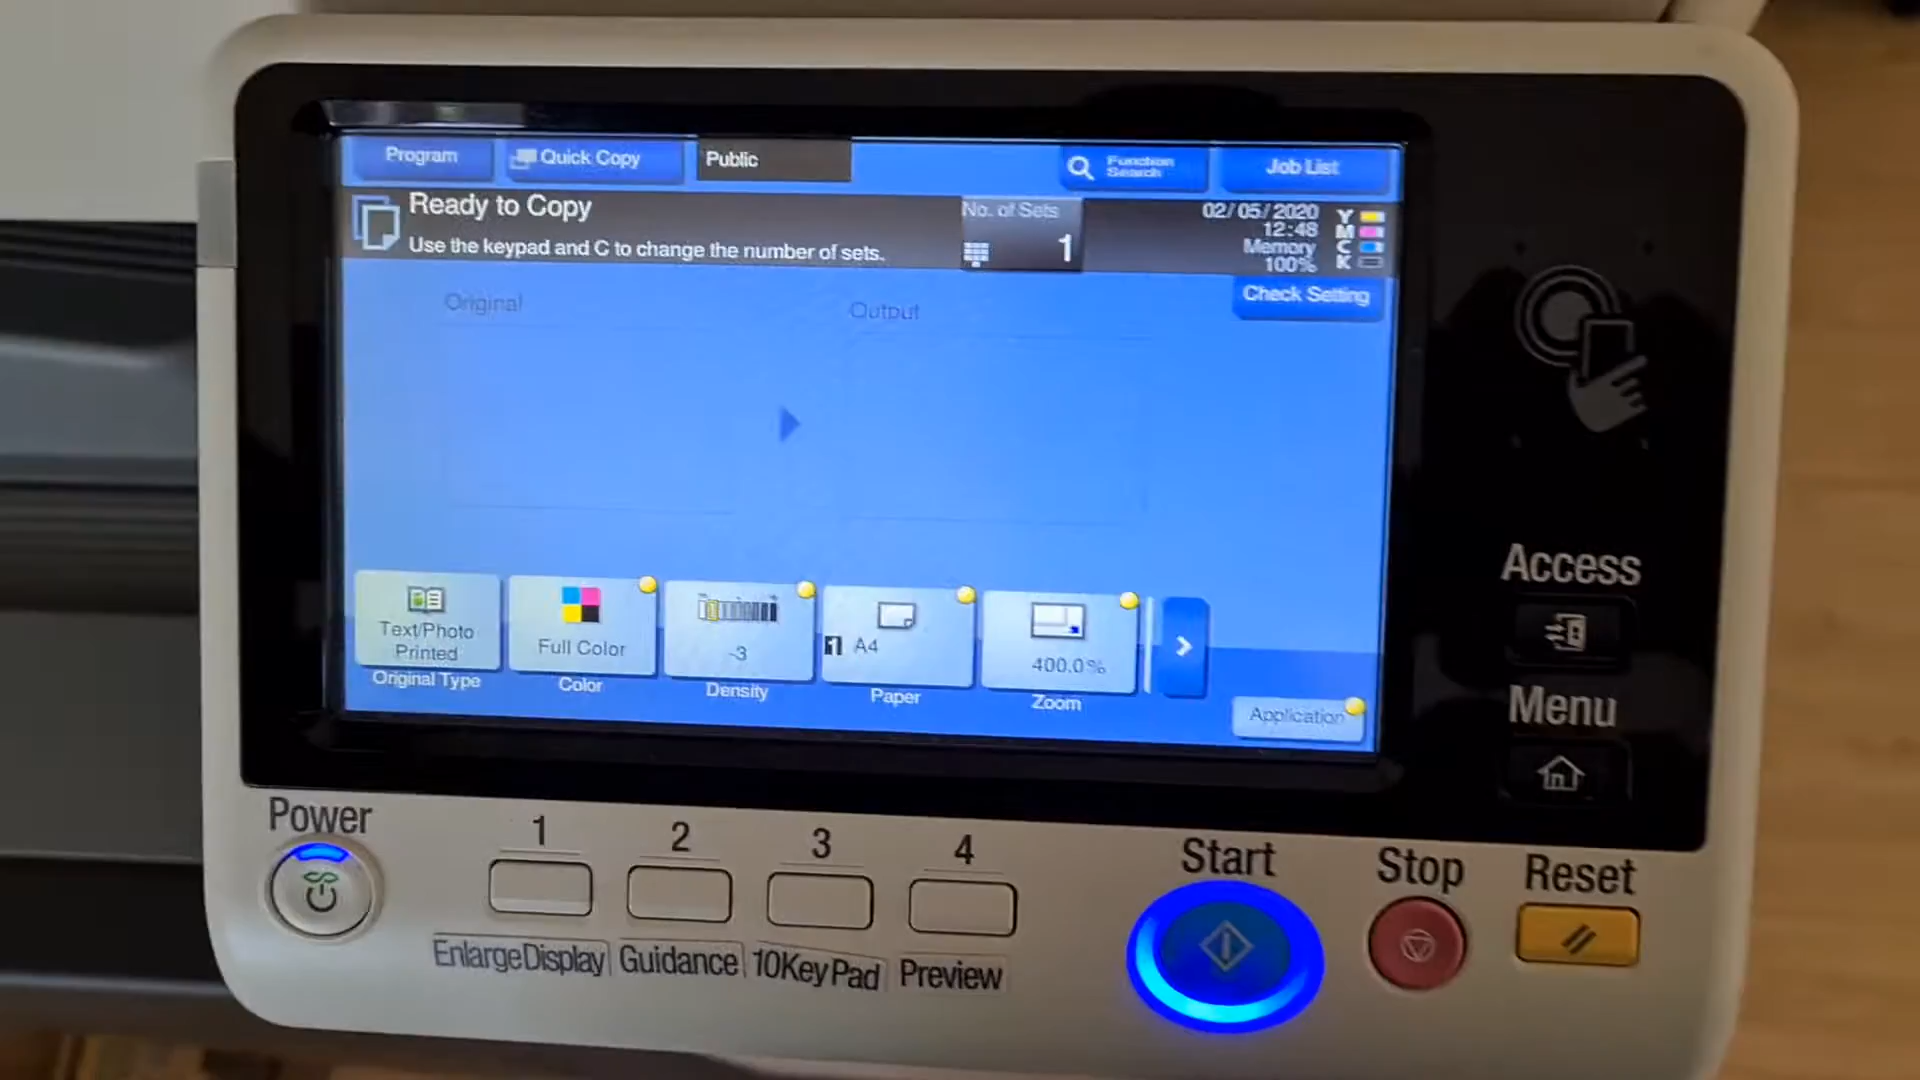 Program
Quick Copy
Public
Function Search
Job List
Ready to Copy
Use the keypad and C to change the number of sets.
No. of Sets
1
02/05/2020
12:48
Memory
100%
Y
M
C
K
Check Setting
Original
Output
Text/Photo
Printed
Original Type
Full Color
Color
-3
Density
1 A4
Paper
400.0%
Zoom
Application
Access
Menu
Power
1
2
3
4
Enlarge Display
Guidance
10 Key Pad
Preview
Start
Stop
Reset